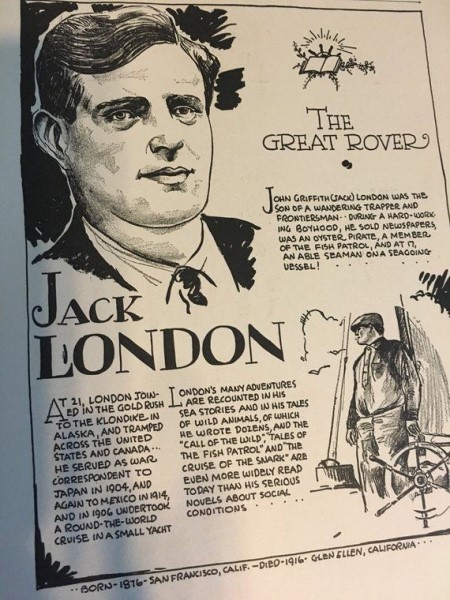 THE
GREAT ROVER
JOHN GRIFFITH (JACK) LONDON WAS THE
SON OF A WANDERING TRAPPER AND
FRONTIERSMAN·· DURING A HARD-WORK-
ING BOYHOOD, HE SOLD NEWSPAPERS,
WAS AN OYSTER PIRATE, A MEMBER
OF THE FISH PATROL, AND AT 17,
AN ABLE SEAMAN ON A SEAGOING
VESSEL! · · · · · ·
JACK
LONDON
AT 21, LONDON JOIN-
ED IN THE GOLD RUSH
TO THE KLONDIKE, IN
ALASKA, AND TRAMPED
ACROSS THE UNITED
STATES AND CANADA···
HE SERVED AS WAR
CORRESPONDENT TO
JAPAN IN 1904, AND
AGAIN TO MEXICO IN 1914,
AND IN 1906 UNDERTOOK
A ROUND-THE-WORLD
CRUISE IN A SMALL YACHT
LONDON'S MANY ADVENTURES
ARE RECOUNTED IN HIS
SEA STORIES AND IN HIS TALES
OF WILD ANIMALS, OF WHICH
HE WROTE DOZENS, AND THE
"CALL OF THE WILD", "TALES OF
THE FISH PATROL" AND "THE
CRUISE OF THE SNARK" ARE
EVEN MORE WIDELY READ
TODAY THAN HIS SERIOUS
NOVELS ABOUT SOCIAL
CONDITIONS · · · · · ·
··BORN-1876-SAN FRANCISCO, CALIF.—DIED-1916-GLEN ELLEN, CALIFORNIA···